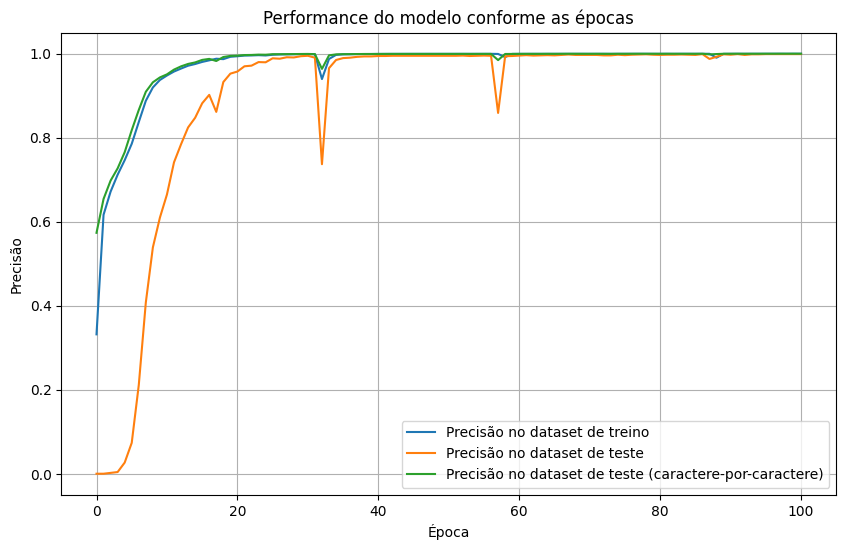 Performance do modelo conforme as épocas
Precisão
1.0
0.8
0.6
0.4
0.2
0.0
Precisão no dataset de treino
Precisão no dataset de teste
Precisão no dataset de teste (caractere-por-caractere)
0 20 40 60 80 100
Época